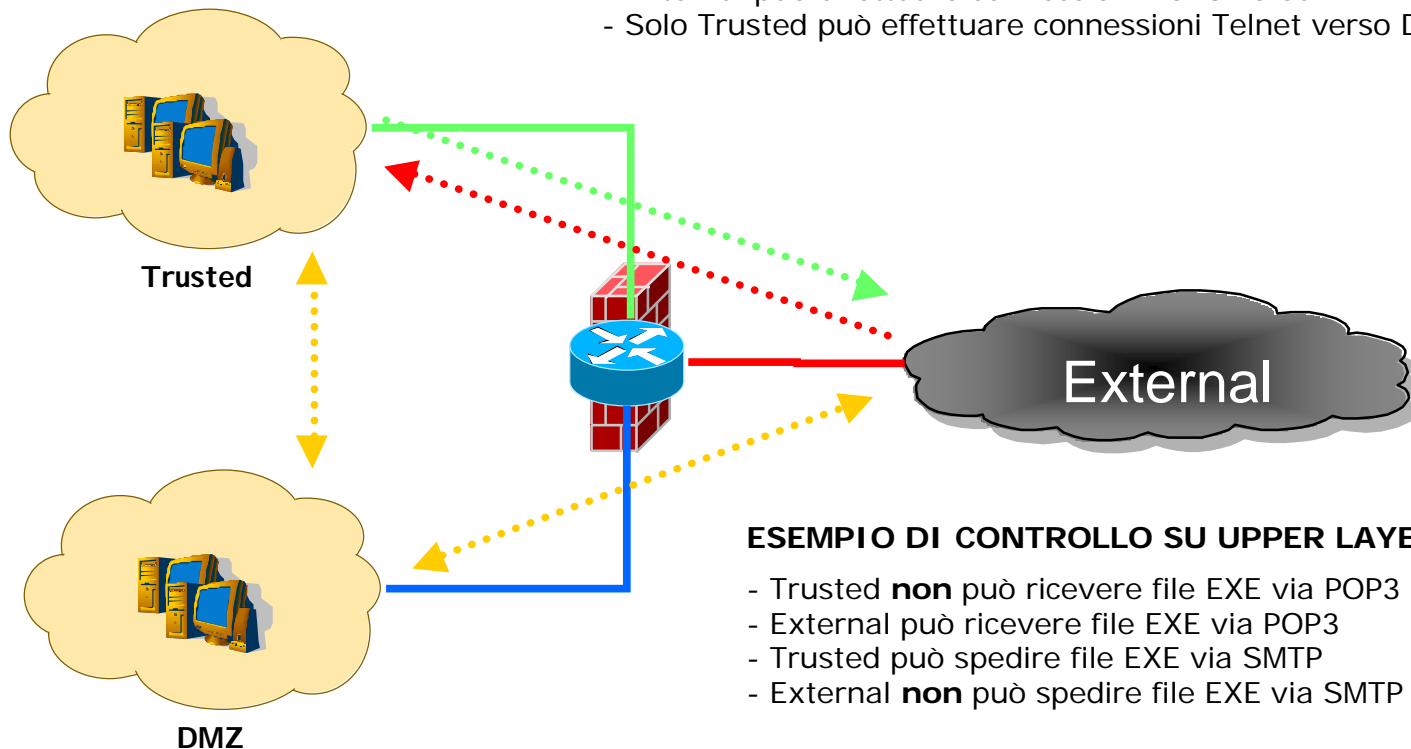 - Solo Trusted può effettuare connessioni Telnet verso
Trusted
External
ESEMPIO DI CONTROLLO SU UPPER
- Trusted non può ricevere file EXE via POP3
- External può ricevere file EXE via POP3
- Trusted può spedire file EXE via SMTP
- External non può spedire file EXE via SMTP
DMZ